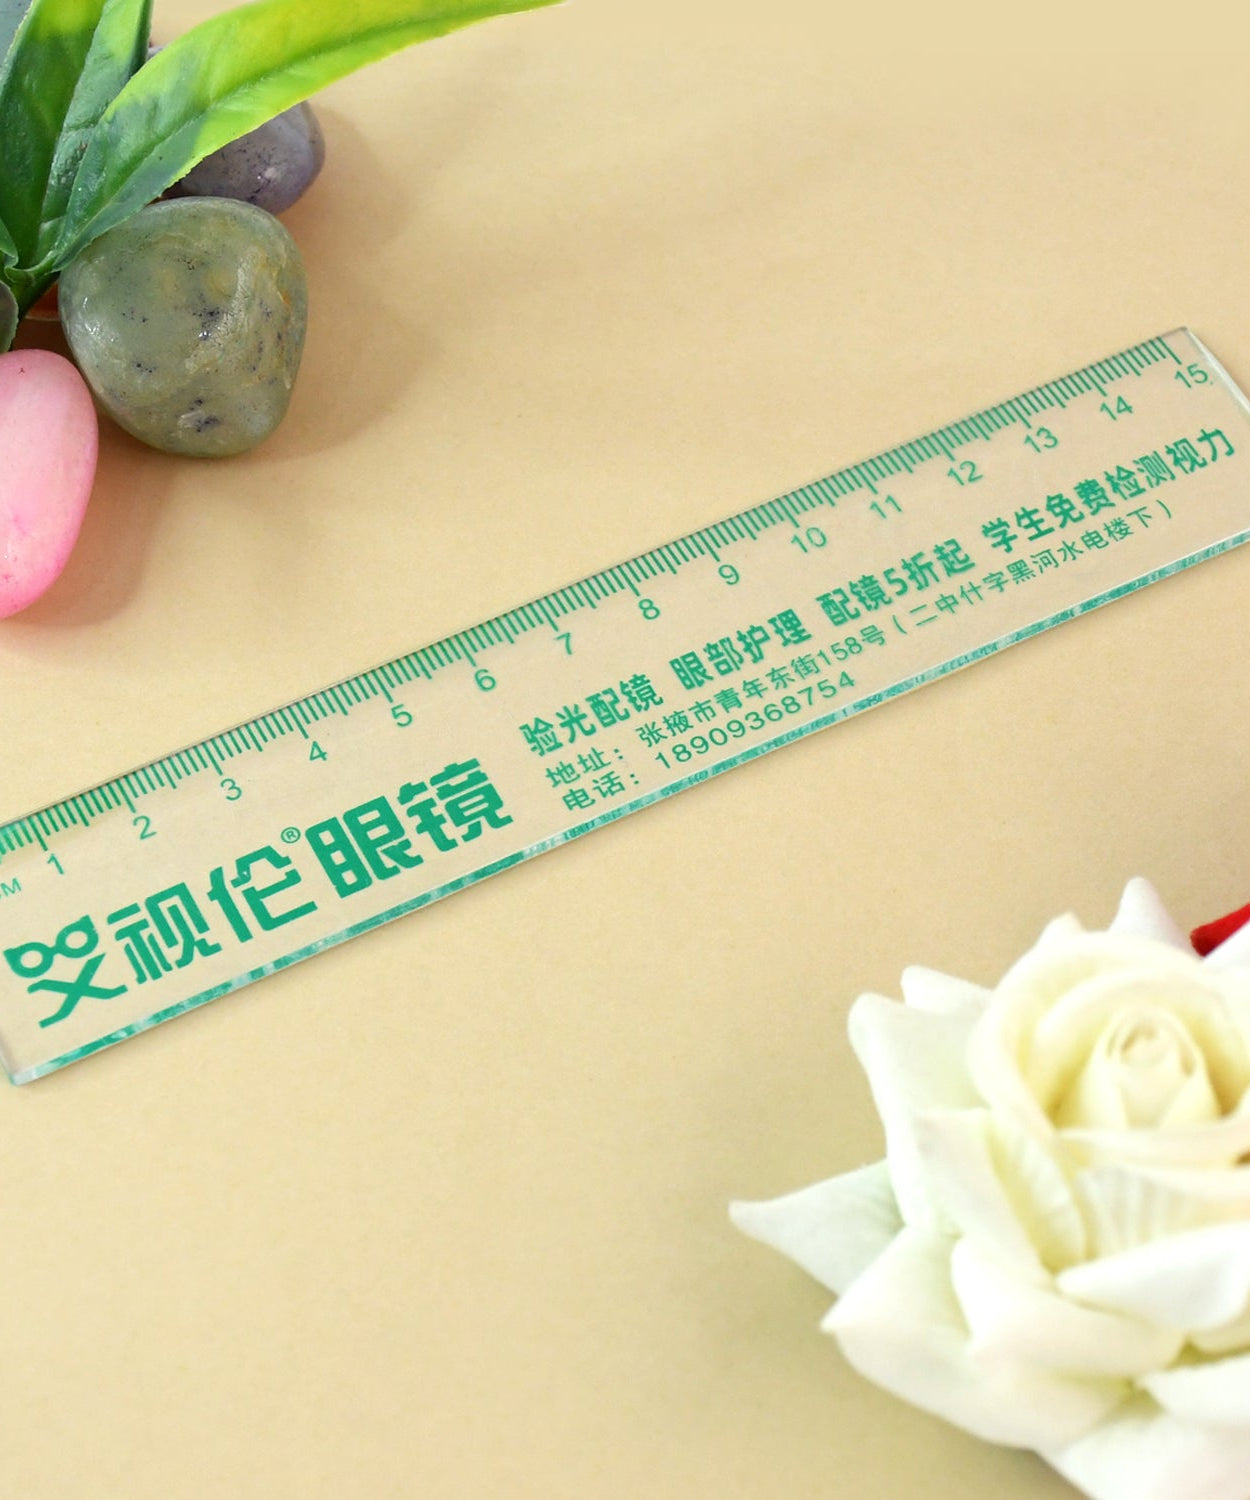 1 2 3 4 5 6 7 8 9 10 11 12 13 14 15
CM
艾视伦®眼镜
验光配镜 眼部护理 配镜5折起 学生免费检测视力
地址：张掖市青年东街158号（二中什字黑河水电楼下）
电话：18909368754